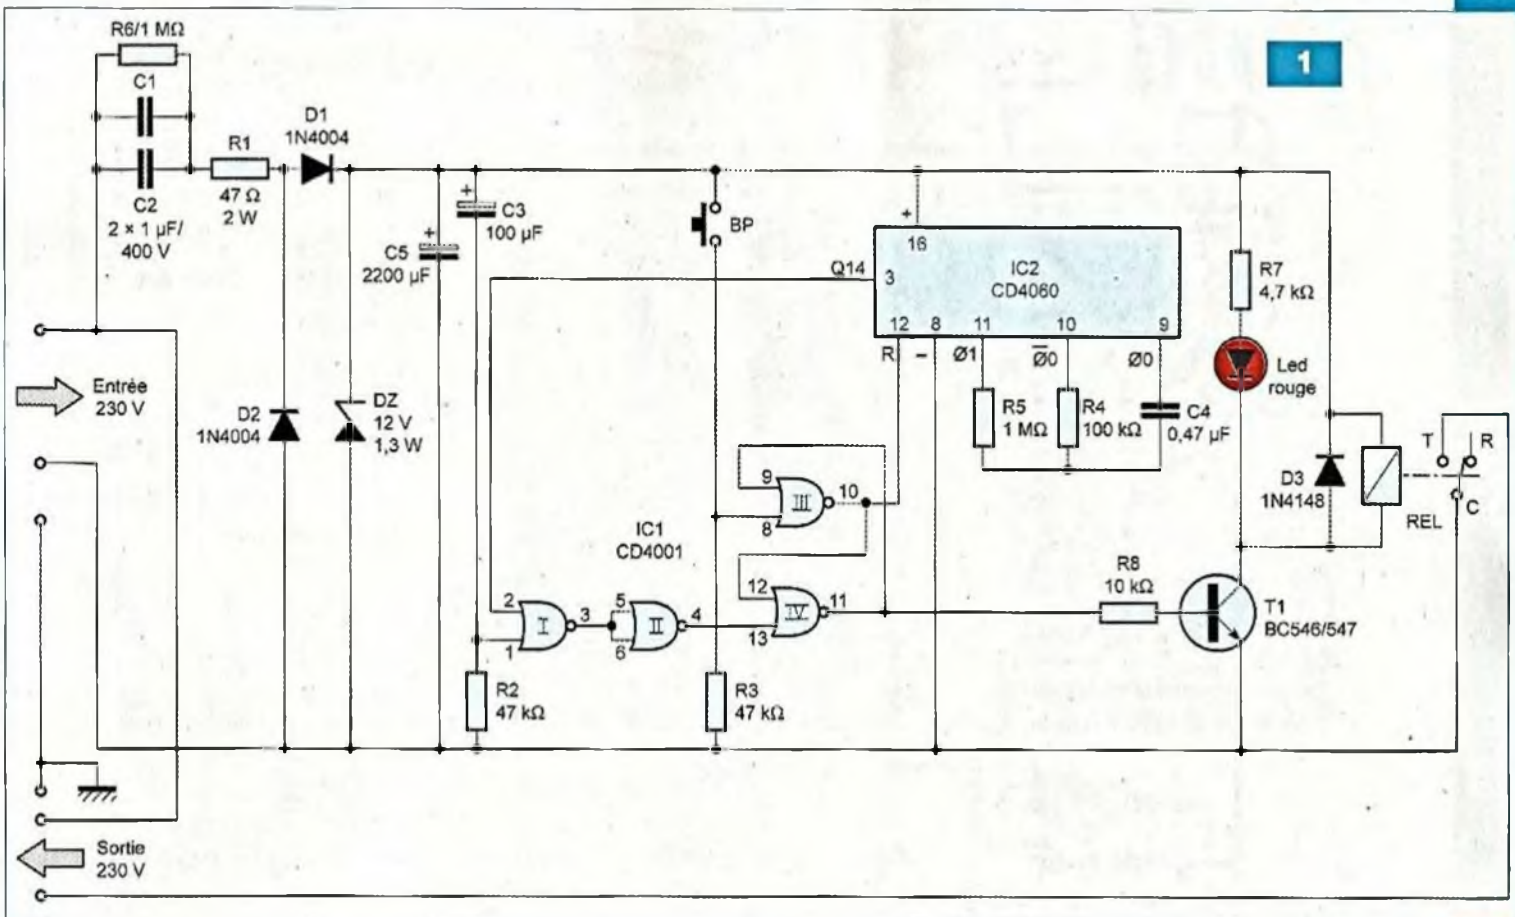 1
R6/1 MΩ
C1
C2
2 × 1 µF/
400 V
R1
47 Ω
2 W
D1
1N4004
+
C3
100 µF
+
C5
2200 µF
BP
+
16
IC2
CD4060
Q14
3
12
8
11
10
9
R
–
Ø1
Ø0
Ø0
R5
1 MΩ
R4
100 kΩ
C4
0,47 µF
R7
4,7 kΩ
Led
rouge
Entrée
230 V
D2
1N4004
DZ
12 V
1,3 W
D3
1N4148
REL
T
R
C
9
8
III
10
IC1
CD4001
2
1
I
3
5
6
II
4
12
13
IV
11
R8
10 kΩ
T1
BC546/547
R2
47 kΩ
R3
47 kΩ
Sortie
230 V